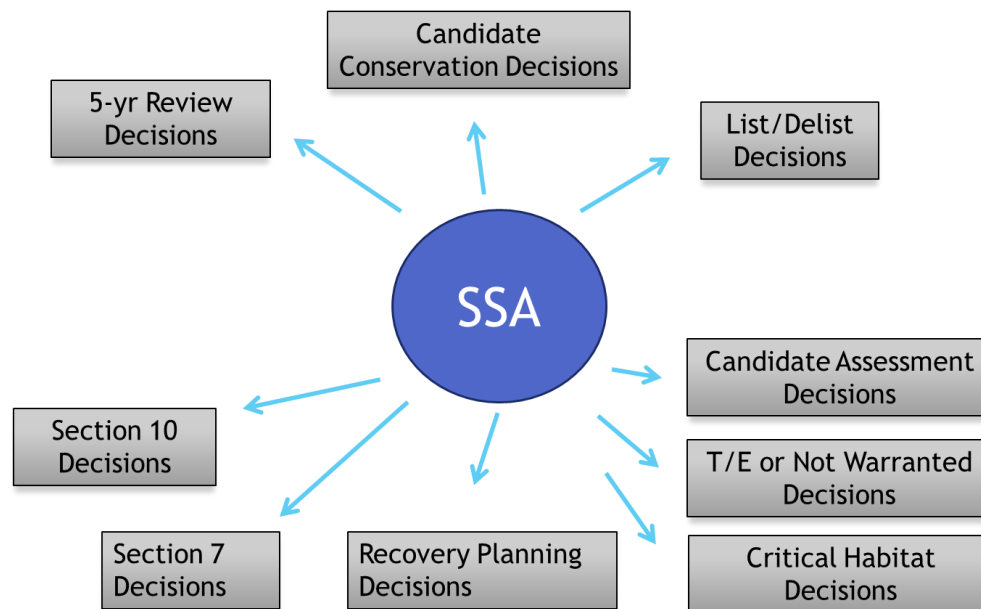 Candidate
Conservation Decisions
5-yr Review
Decisions
List/Delist
Decisions
SSA
Candidate Assessment
Decisions
Section 10
Decisions
T/E or Not Warranted
Decisions
Section 7
Decisions
Recovery Planning
Decisions
Critical Habitat
Decisions